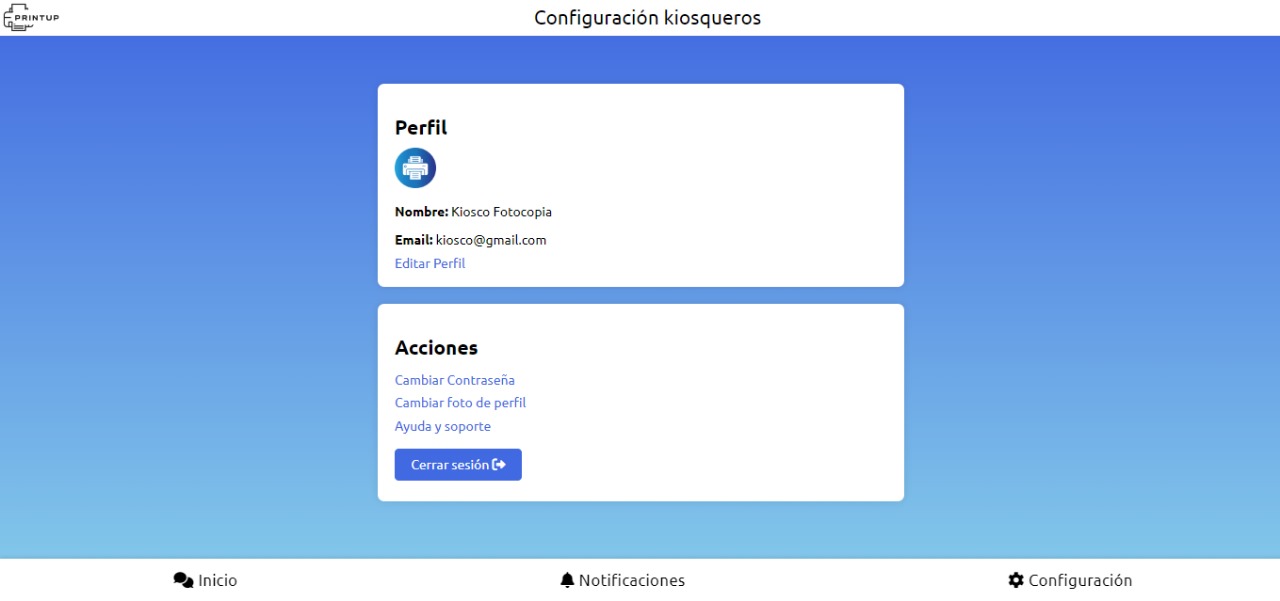 PRINTUP
Configuración kiosqueros
Perfil
Nombre: Kiosco Fotocopia
Email: kiosco@gmail.com
Editar Perfil
Acciones
Cambiar Contraseña
Cambiar foto de perfil
Ayuda y soporte
Cerrar sesión
Inicio
Notificaciones
Configuración